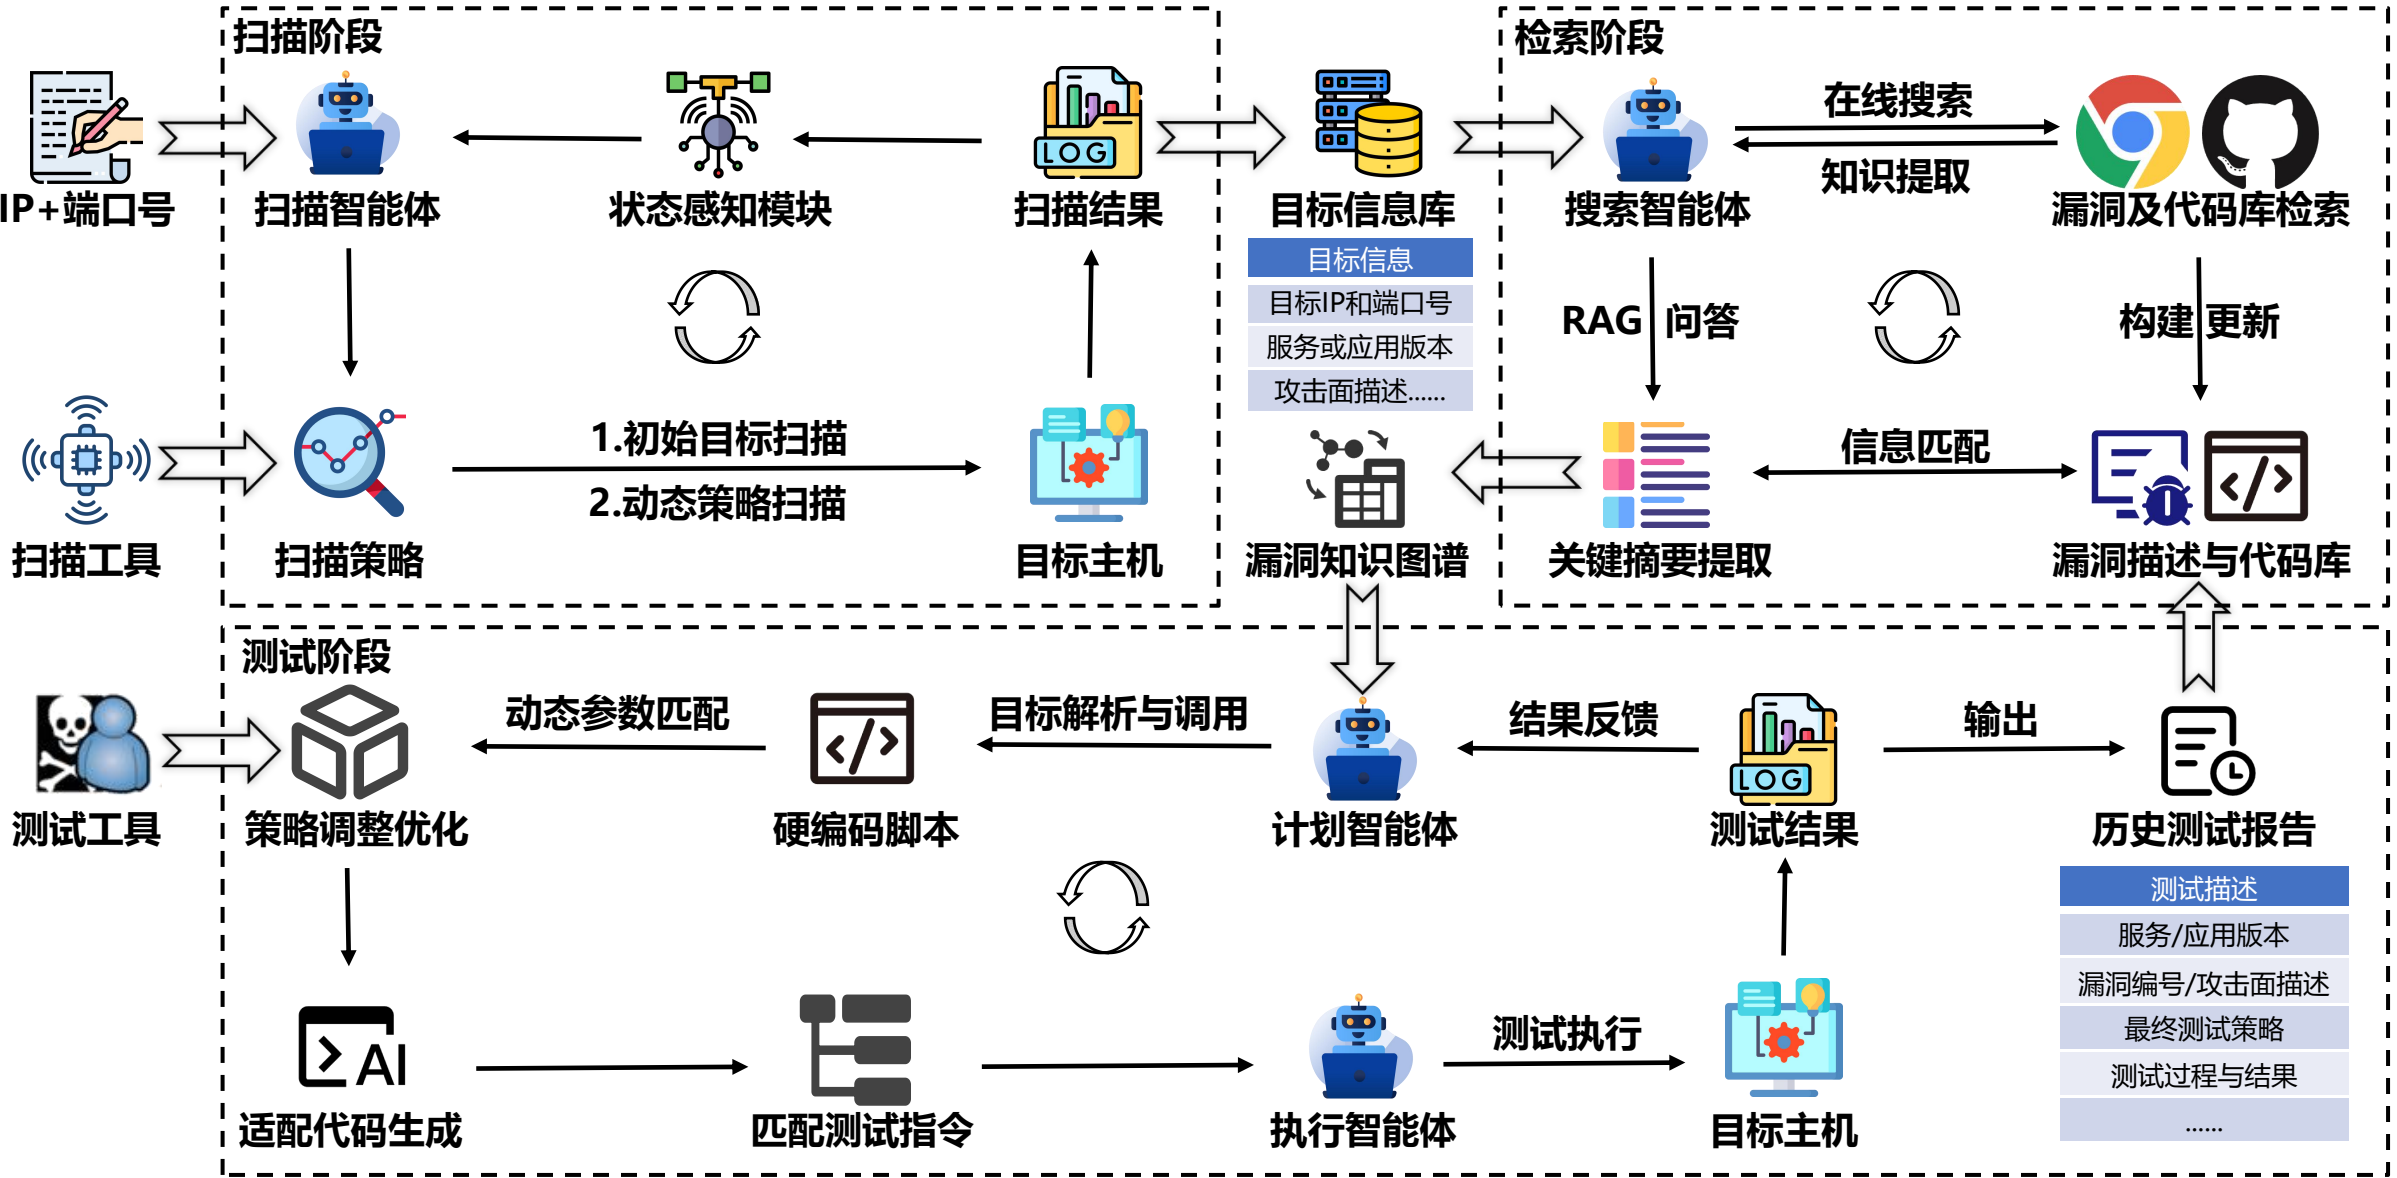 扫描阶段
检索阶段
LOG
在线搜索
知识提取
IP+端口号
扫描智能体
状态感知模块
扫描结果
目标信息库
搜索智能体
漏洞及代码库检索
目标信息
目标IP和端口号
服务或应用版本
攻击面描述......
RAG 问答
构建 更新
1.初始目标扫描
2.动态策略扫描
信息匹配
扫描工具
扫描策略
目标主机
漏洞知识图谱
关键摘要提取
漏洞描述与代码库
测试阶段
动态参数匹配
目标解析与调用
结果反馈
输出
LOG
测试工具
策略调整优化
硬编码脚本
计划智能体
测试结果
历史测试报告
测试描述
服务/应用版本
漏洞编号/攻击面描述
最终测试策略
测试过程与结果
......
AI
测试执行
适配代码生成
匹配测试指令
执行智能体
目标主机